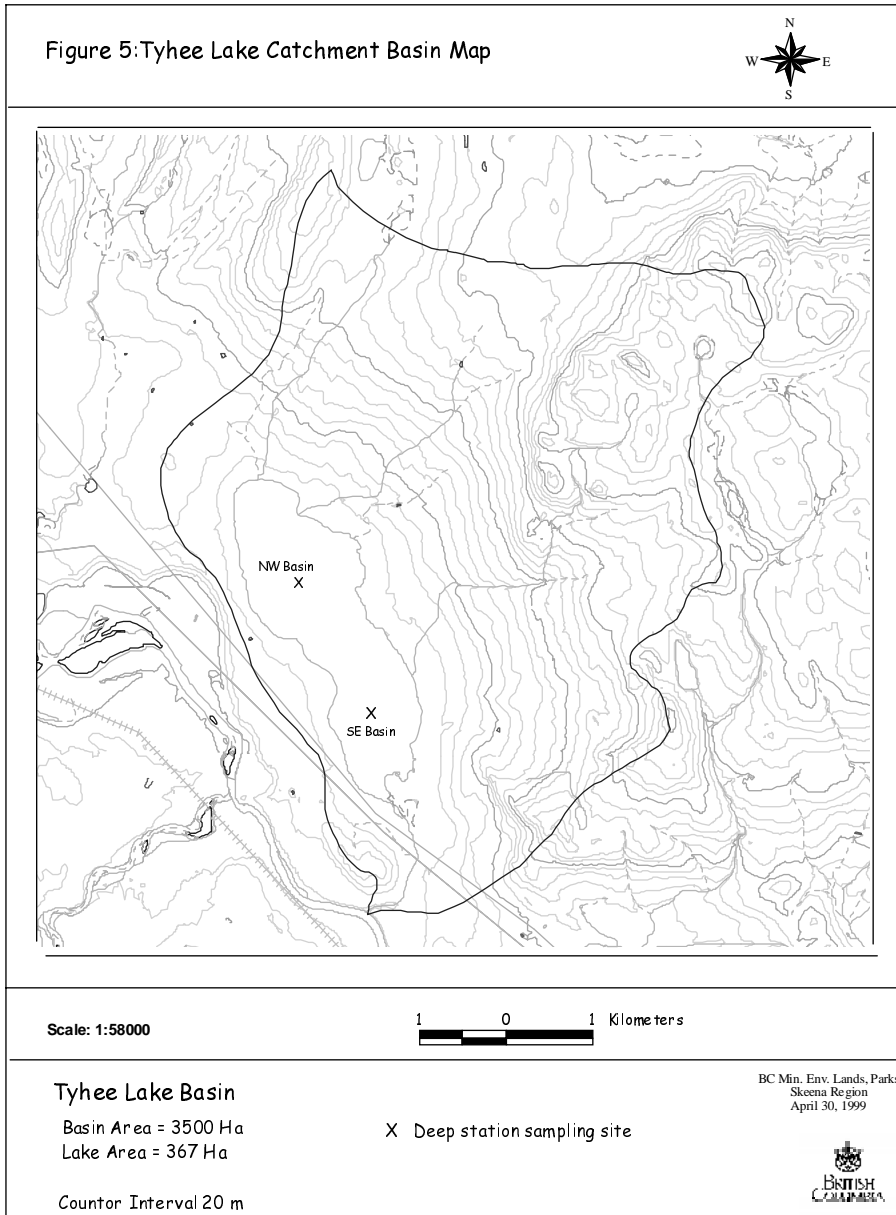 Figure 5:Tyhee Lake Catchment Basin Map
N
W E
S
NW Basin
X
X
SE Basin
Scale: 1:58000
1 0 1 Kilometers
Tyhee Lake Basin
Basin Area = 3500 Ha
Lake Area = 367 Ha
Countor Interval 20 m
X Deep station sampling site
BC Min. Env. Lands, Parks
Skeena Region
April 30, 1999
BRITISH
COLUMBIA